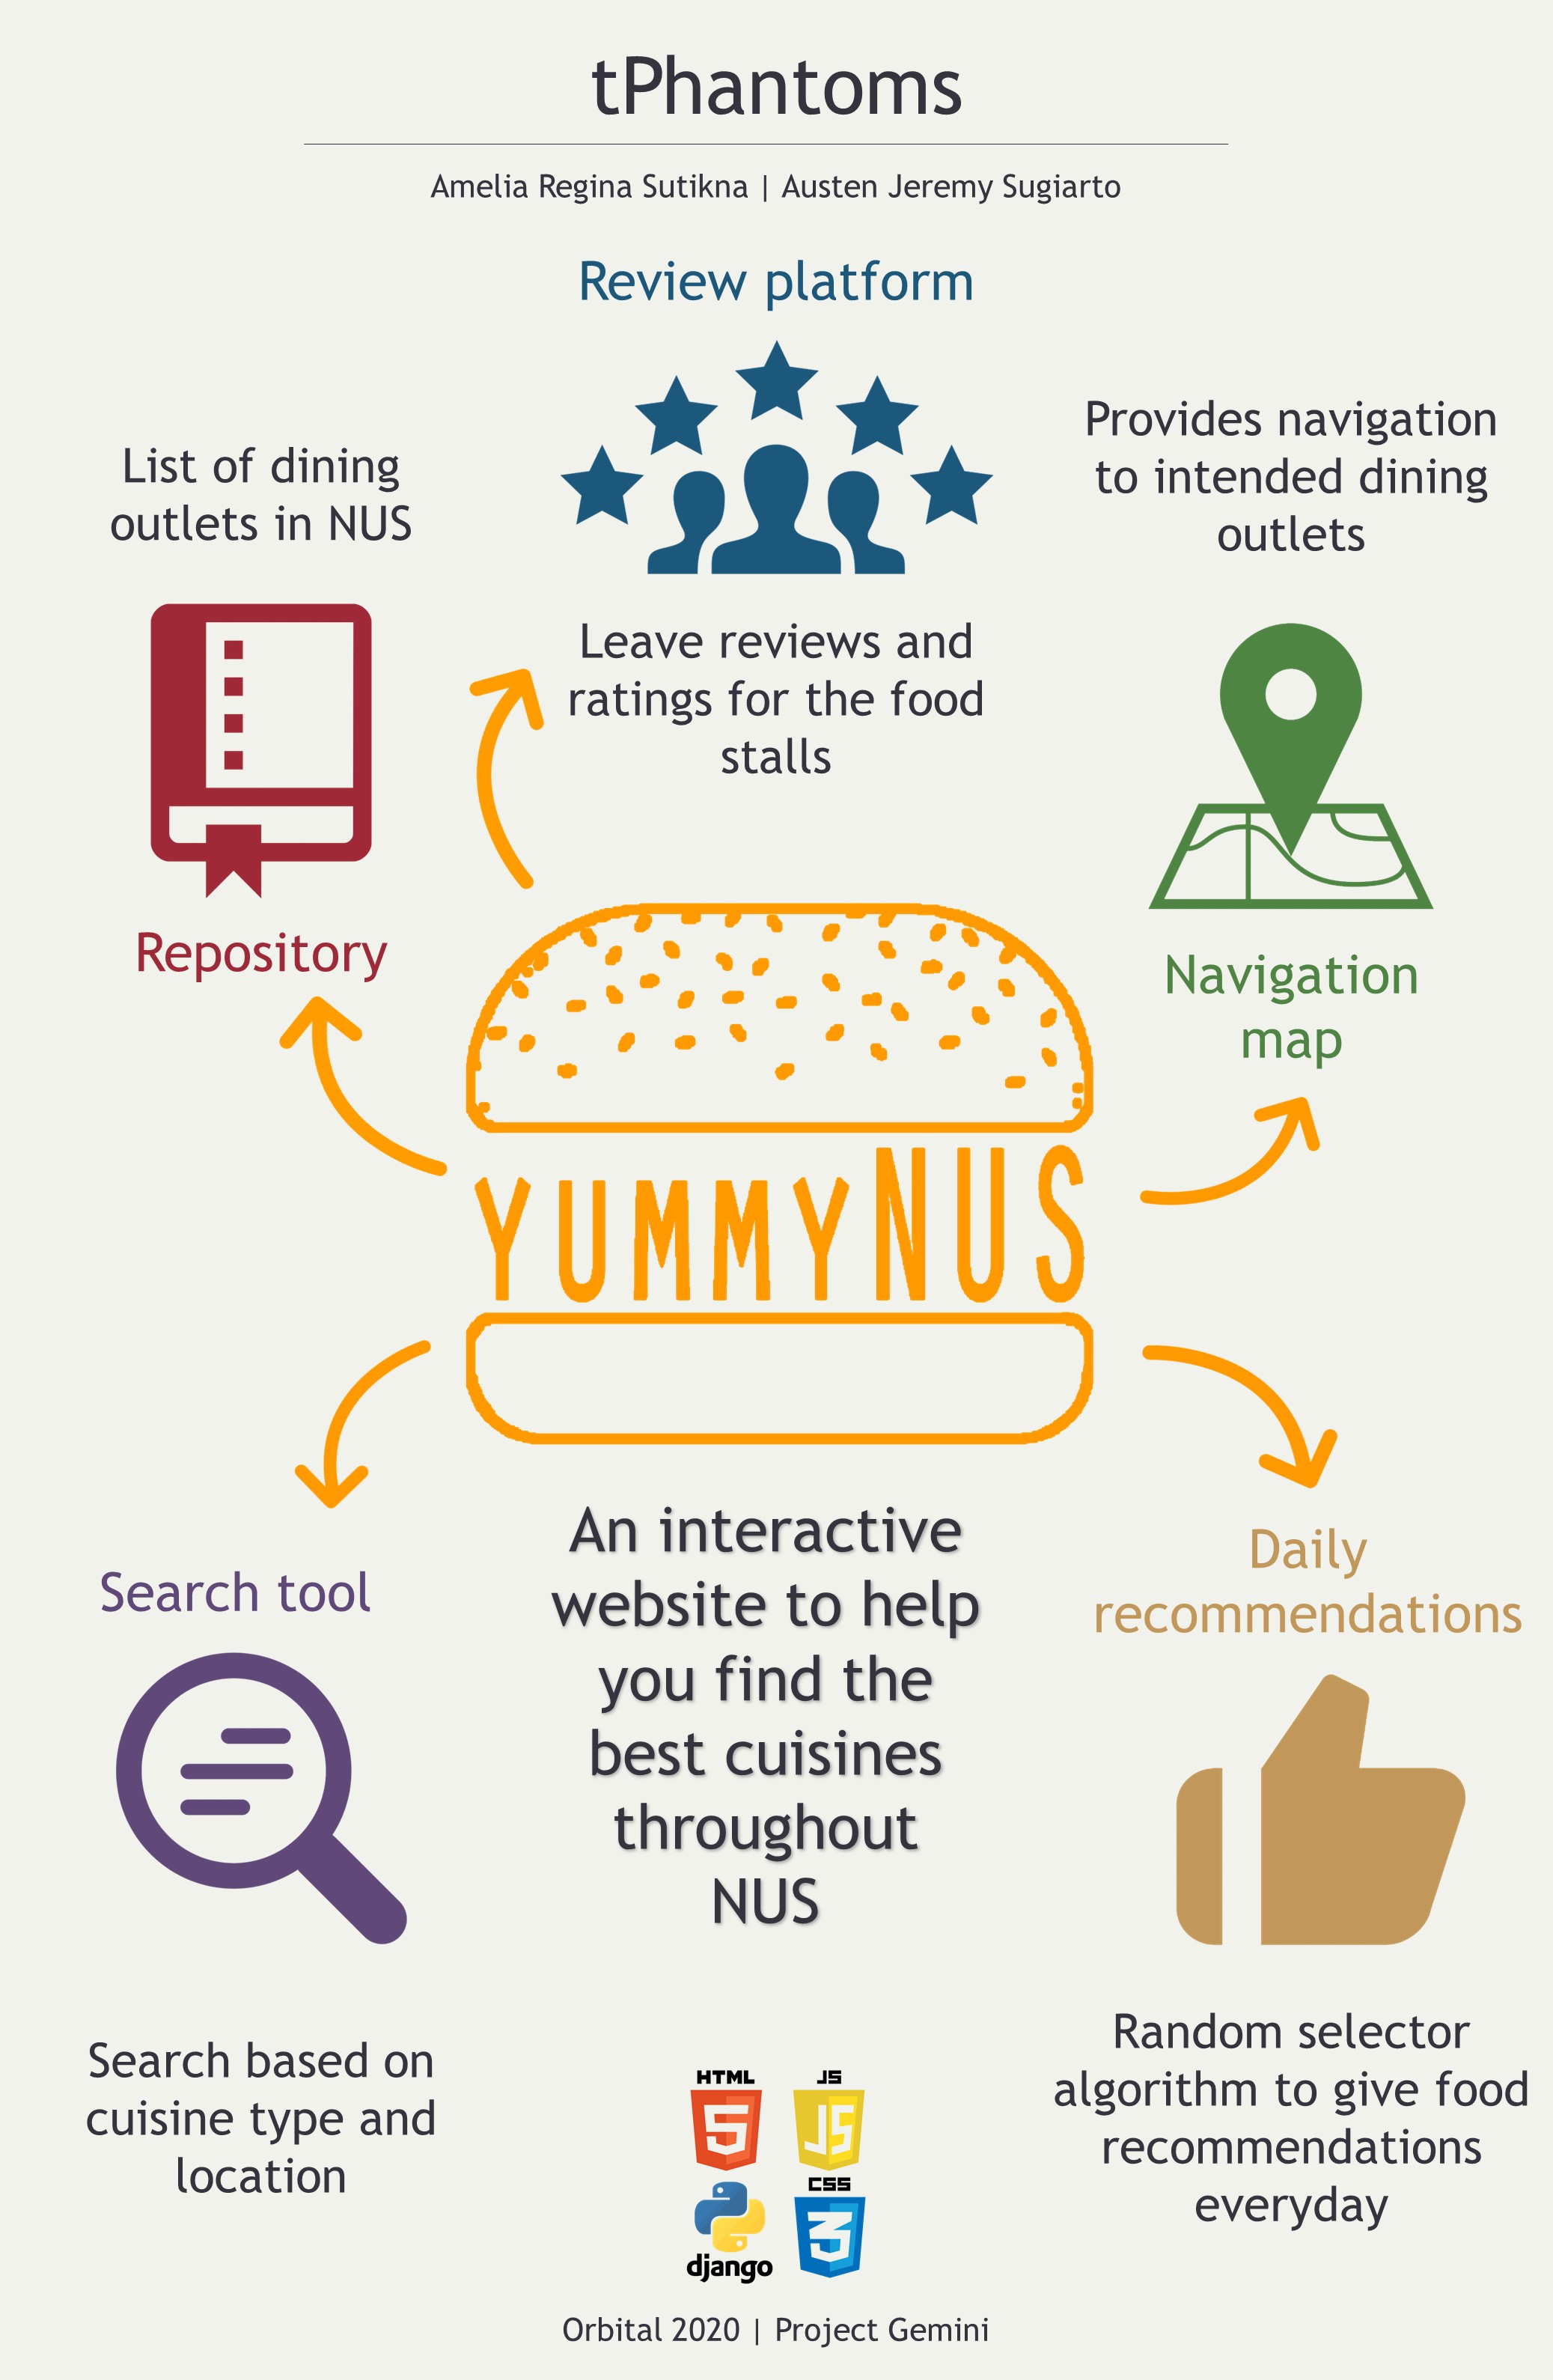 tPhantoms
Amelia Regina Sutikna | Austen Jeremy Sugiarto
Review platform
Leave reviews and
ratings for the food
stalls
List of dining
outlets in NUS
Repository
Provides navigation
to intended dining
outlets
Navigation
map
YUMMYNUS
An interactive
website to help
you find the
best cuisines
throughout
NUS
Search tool
Search based on
cuisine type and
location
Daily
recommendations
Random selector
algorithm to give food
recommendations
everyday
HTML
5
JS
JS
django
CSS
3
Orbital 2020 | Project Gemini